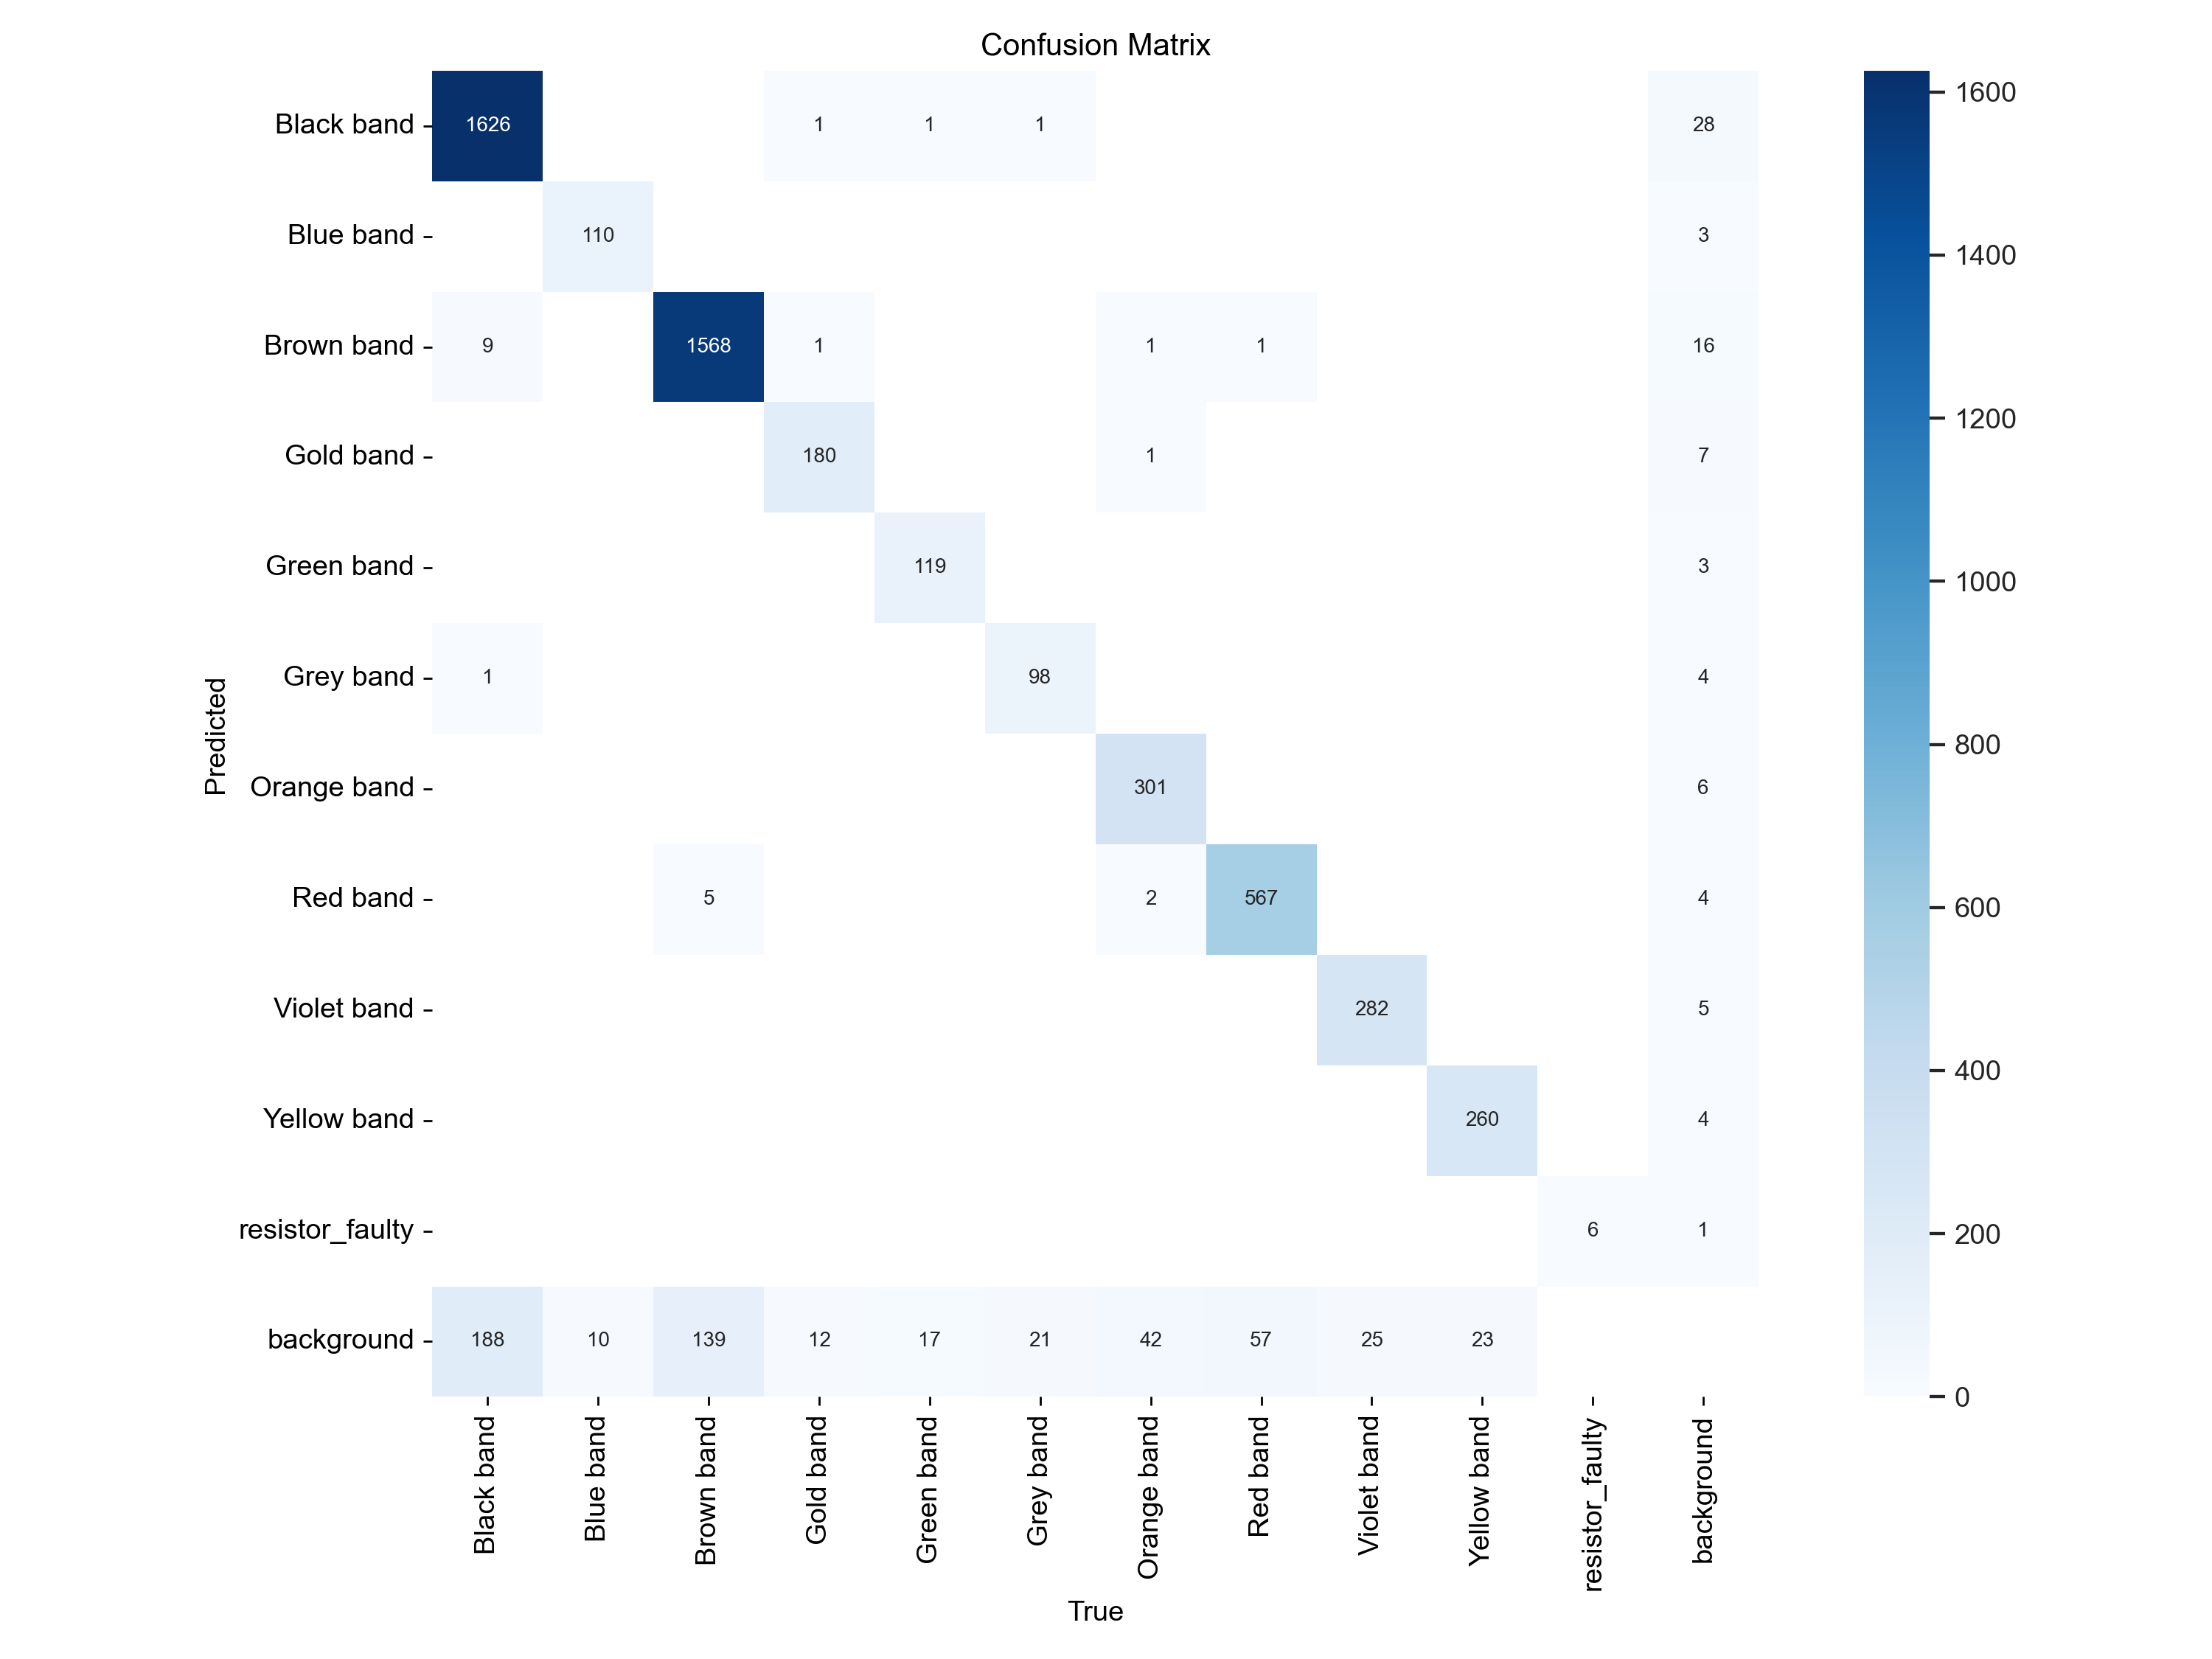 Confusion Matrix
Black band 1626 1 1 1 28
Blue band 110 3
Brown band 9 1568 1 1 1 16
Gold band 180 1 7
Green band 119 3
Grey band 1 98 4
Orange band 301 6
Red band 5 2 567 4
Violet band 282 5
Yellow band 260 4
resistor_faulty 6 1
background 188 10 139 12 17 21 42 57 25 23
Predicted
Black band
Blue band
Brown band
Gold band
Green band
Grey band
Orange band
Red band
Violet band
Yellow band
resistor_faulty
background
True
1600
1400
1200
1000
800
600
400
200
0